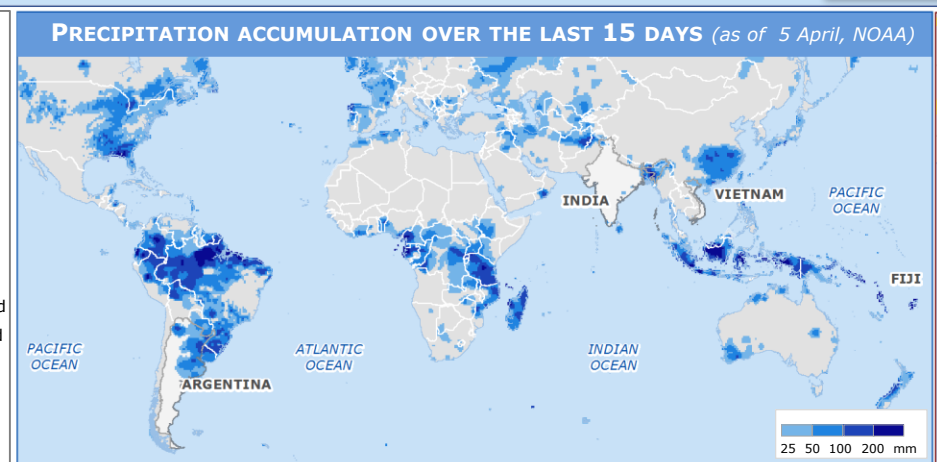 PRECIPITATION ACCUMULATION OVER THE LAST 15 DAYS (as of 5 April, NOAA)
INDIA
VIETNAM
PACIFIC
OCEAN
FIJI
d
PACIFIC
OCEAN
ATLANTIC
OCEAN
INDIAN
OCEAN
ARGENTINA
25 50 100 200 mm